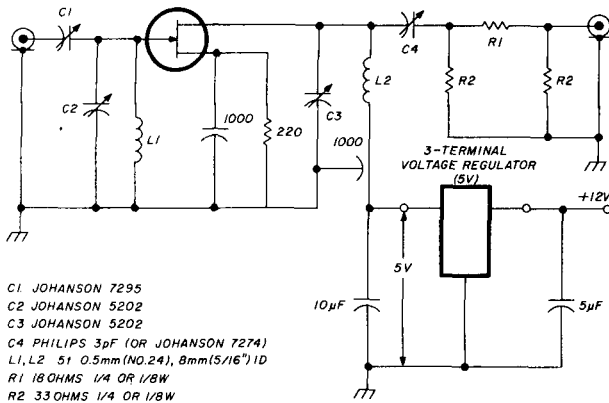 C1
C4
R1
C2
L1
1000
220
C3
L2
R2
R2
1000
3-TERMINAL
VOLTAGE REGULATOR
(5V)
+12V
5V
10µF
5µF
C1 JOHANSON 7295
C2 JOHANSON 5202
C3 JOHANSON 5202
C4 PHILIPS 3pF (OR JOHANSON 7274)
L1, L2 5t 0.5mm (NO.24), 8mm (5/16") ID
R1 18 OHMS 1/4 OR 1/8W
R2 33 OHMS 1/4 OR 1/8W